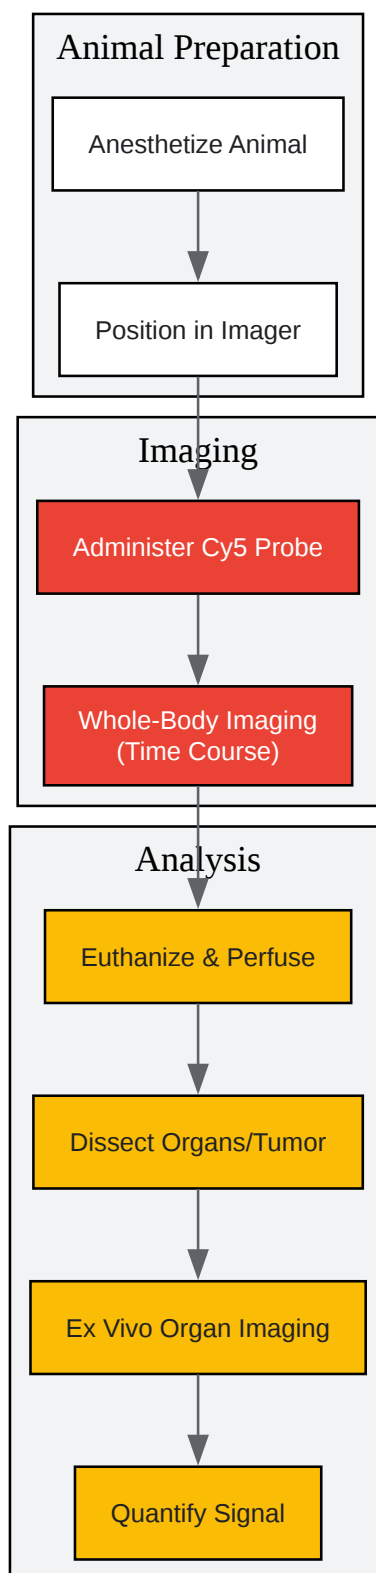 Animal Preparation
Anesthetize Animal
Position in Imager
Imaging
Administer Cy5 Probe
Whole-Body Imaging
(Time Course)
Analysis
Euthanize & Perfuse
Dissect Organs/Tumor
Ex Vivo Organ Imaging
Quantify Signal